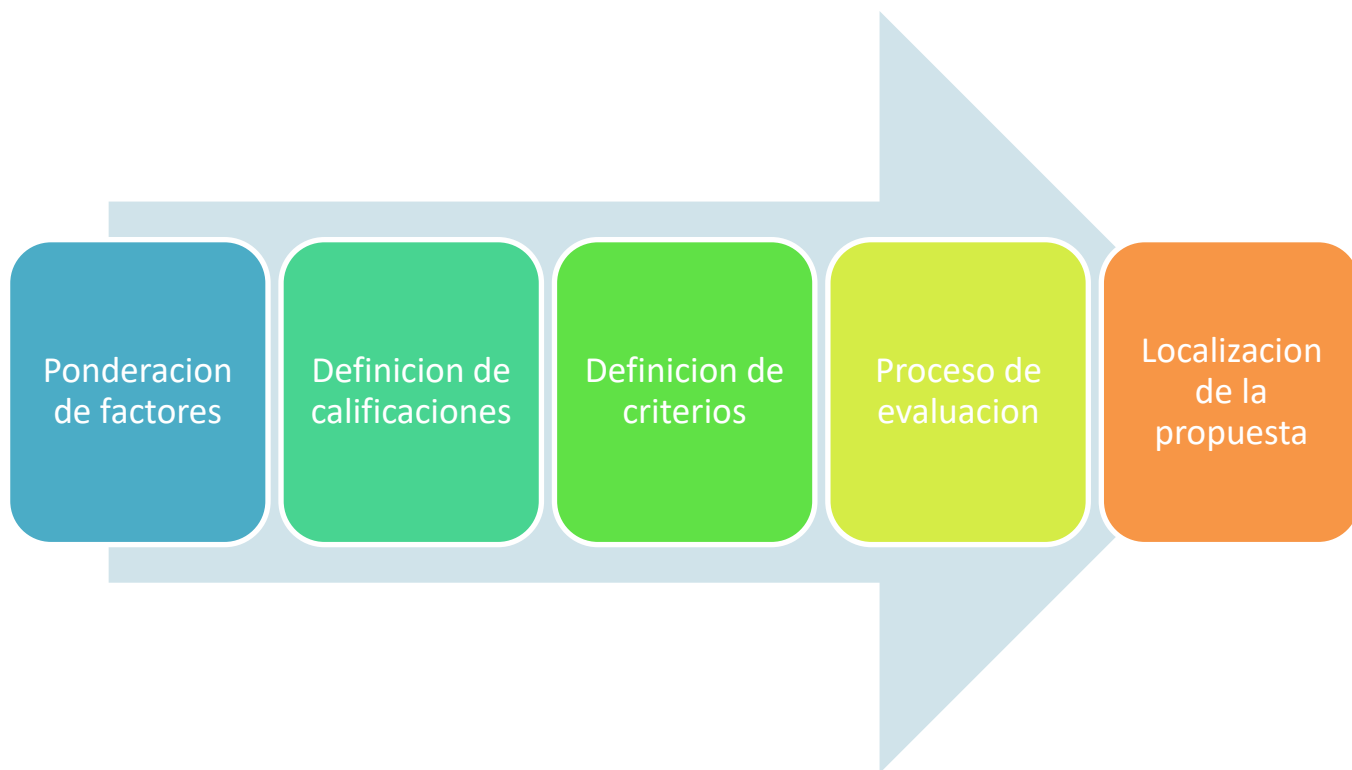 Ponderacion
de factores
Definicion de
calificaciones
Definicion de
criterios
Proceso de
evaluacion
Localizacion
de la
propuesta